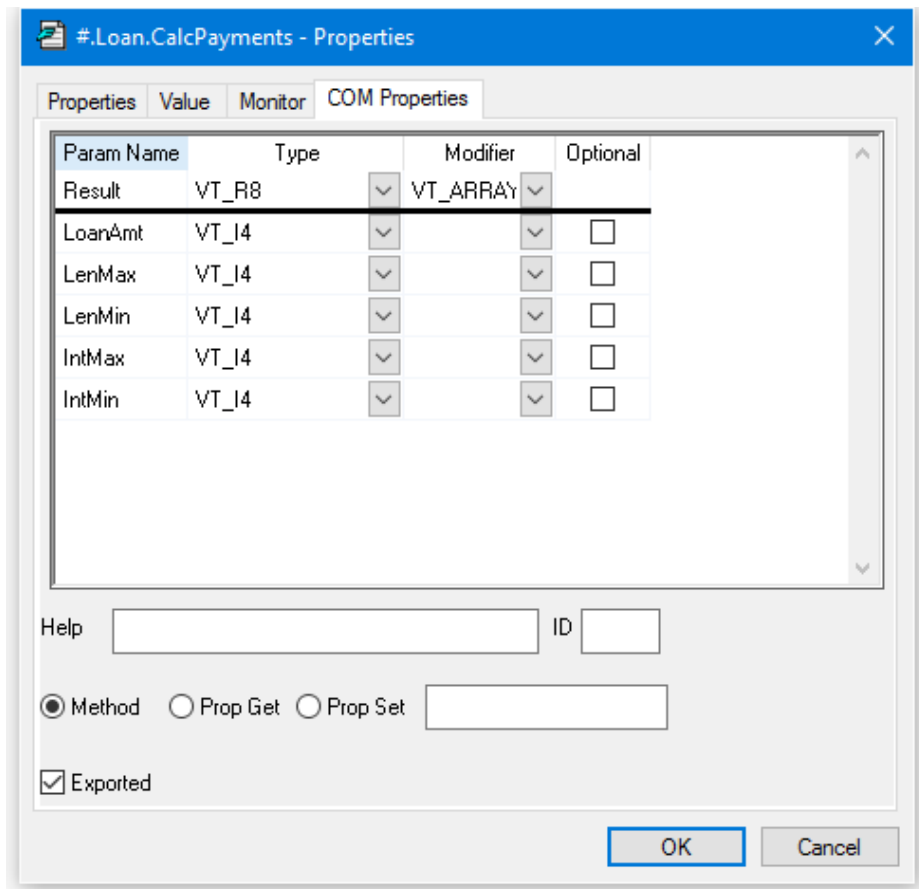 #.Loan.CalcPayments - Properties
Properties Value Monitor COM Properties
Param Name Type Modifier Optional
Result VT_R8 VT_ARRAY
LoanAmt VT_I4
LenMax VT_I4
LenMin VT_I4
IntMax VT_I4
IntMin VT_I4
Help ID
Method Prop Get Prop Set
Exported
OK Cancel